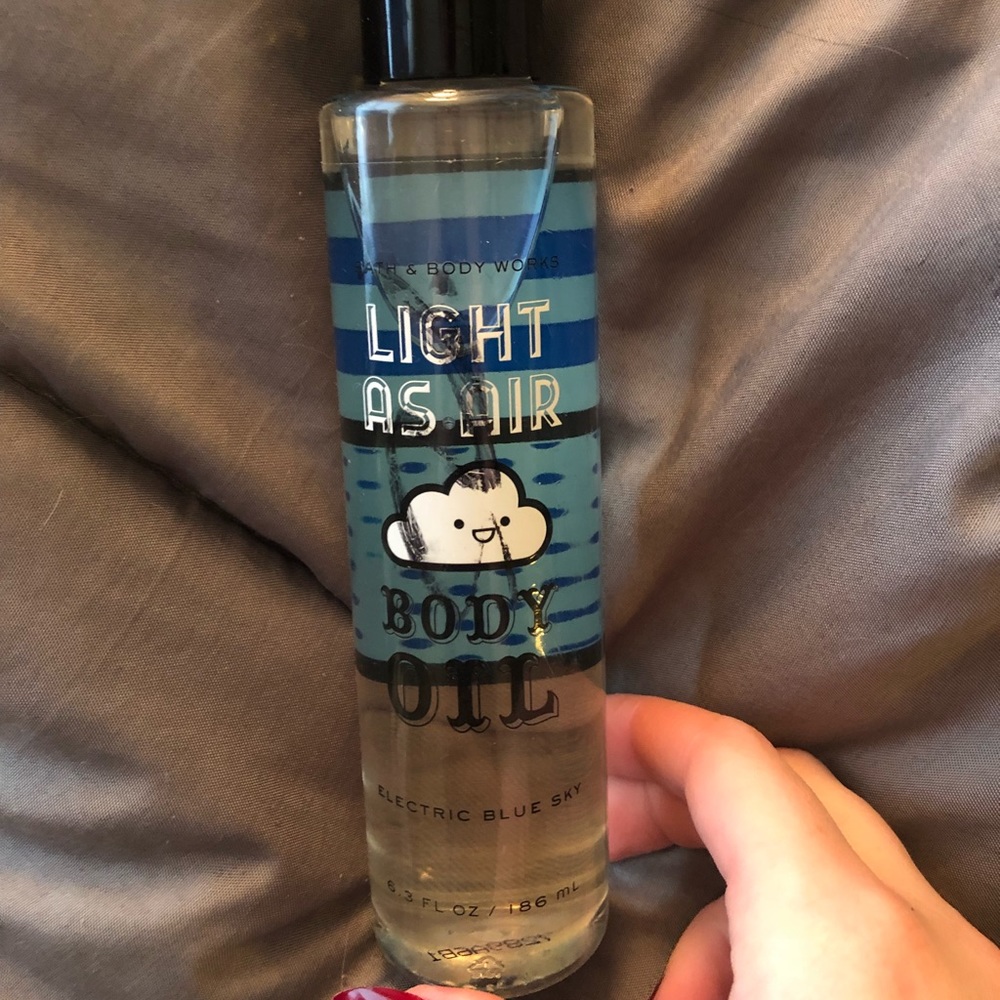 BATH & BODY WORKS
LIGHT
AS AIR
BODY
OIL
ELECTRIC BLUE SKY
6.3 FL OZ / 186 mL